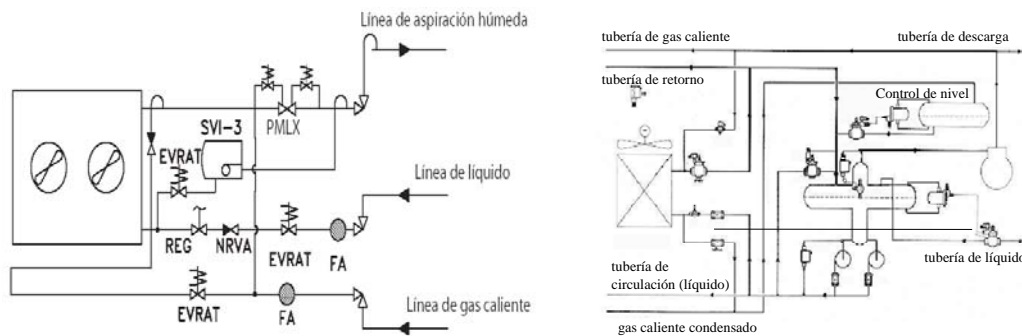 Línea de aspiración húmeda
PMLX
SVI-3
EVRAT
Línea de líquido
REG
NRVA
EVRAT
FA
EVRAT
FA
Línea de gas caliente
tubería de gas caliente
tubería de descarga
tubería de retorno
Control de nivel
tubería de líquido
tubería de
circulación (líquido)
gas caliente condensado